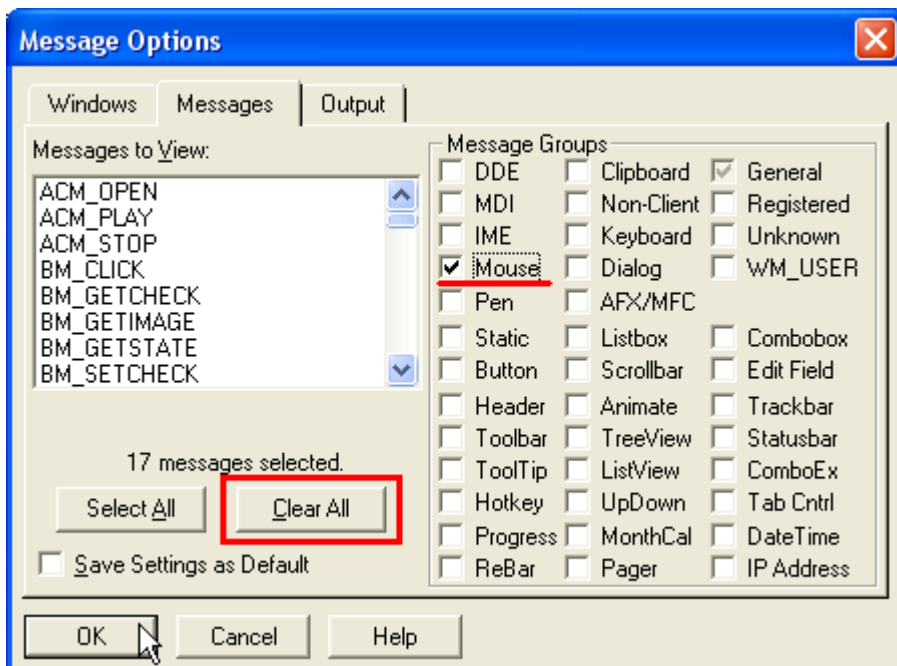 Message Options
Windows Messages Output
Messages to View:
ACM_OPEN
ACM_PLAY
ACM_STOP
BM_CLICK
BM_GETCHECK
BM_GETIMAGE
BM_GETSTATE
BM_SETCHECK
17 messages selected.
Select All Clear All
Save Settings as Default
Message Groups
DDE Clipboard General
MDI Non-Client Registered
IME Keyboard Unknown
Mouse Dialog WM_USER
Pen AFX/MFC
Static Listbox Combobox
Button Scrollbar Edit Field
Header Animate Trackbar
Toolbar TreeView Statusbar
ToolTip ListView ComboEx
Hotkey UpDown Tab Cntrl
Progress MonthCal DateTime
ReBar Pager IP Address
OK Cancel Help